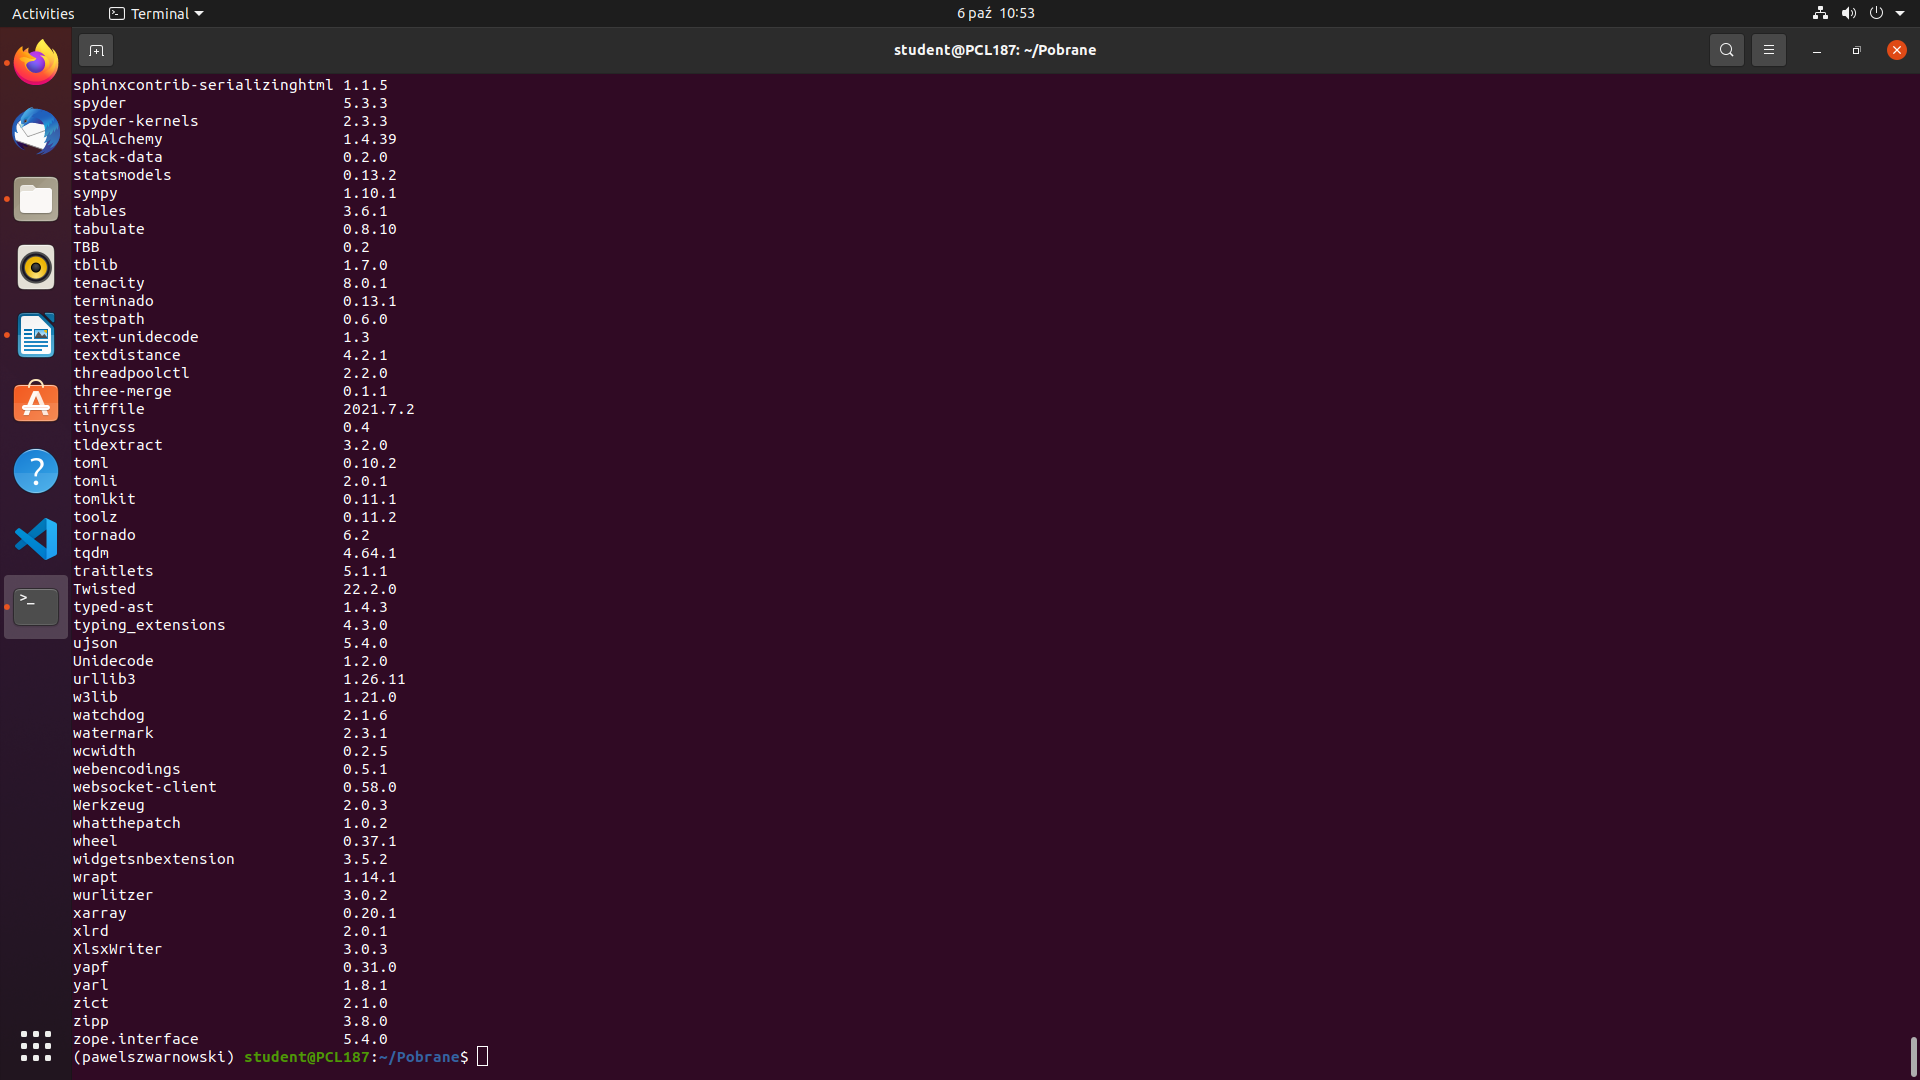 Activities Terminal 6 paź 10:53
student@PCL187: ~/Pobrane
sphinxcontrib-serializinghtml 1.1.5
spyder 5.3.3
spyder-kernels 2.3.3
SQLAlchemy 1.4.39
stack-data 0.2.0
statsmodels 0.13.2
sympy 1.10.1
tables 3.6.1
tabulate 0.8.10
TBB 0.2
tblib 1.7.0
tenacity 8.0.1
terminado 0.13.1
testpath 0.6.0
text-unidecode 1.3
textdistance 4.2.1
threadpoolctl 2.2.0
three-merge 0.1.1
tifffile 2021.7.2
tinycss 0.4
tldextract 3.2.0
toml 0.10.2
tomli 2.0.1
tomlkit 0.11.1
toolz 0.11.2
tornado 6.2
tqdm 4.64.1
traitlets 5.1.1
Twisted 22.2.0
typed-ast 1.4.3
typing_extensions 4.3.0
ujson 5.4.0
Unidecode 1.2.0
urllib3 1.26.11
w3lib 1.21.0
watchdog 2.1.6
watermark 2.3.1
wcwidth 0.2.5
webencodings 0.5.1
websocket-client 0.58.0
Werkzeug 2.0.3
whatthepatch 1.0.2
wheel 0.37.1
widgetsnbextension 3.5.2
wrapt 1.14.1
wurlitzer 3.0.2
xarray 0.20.1
xlrd 2.0.1
XlsxWriter 3.0.3
yapf 0.31.0
yarl 1.8.1
zict 2.1.0
zipp 3.8.0
zope.interface 5.4.0
(pawelszwarnowski) student@PCL187:~/Pobrane$